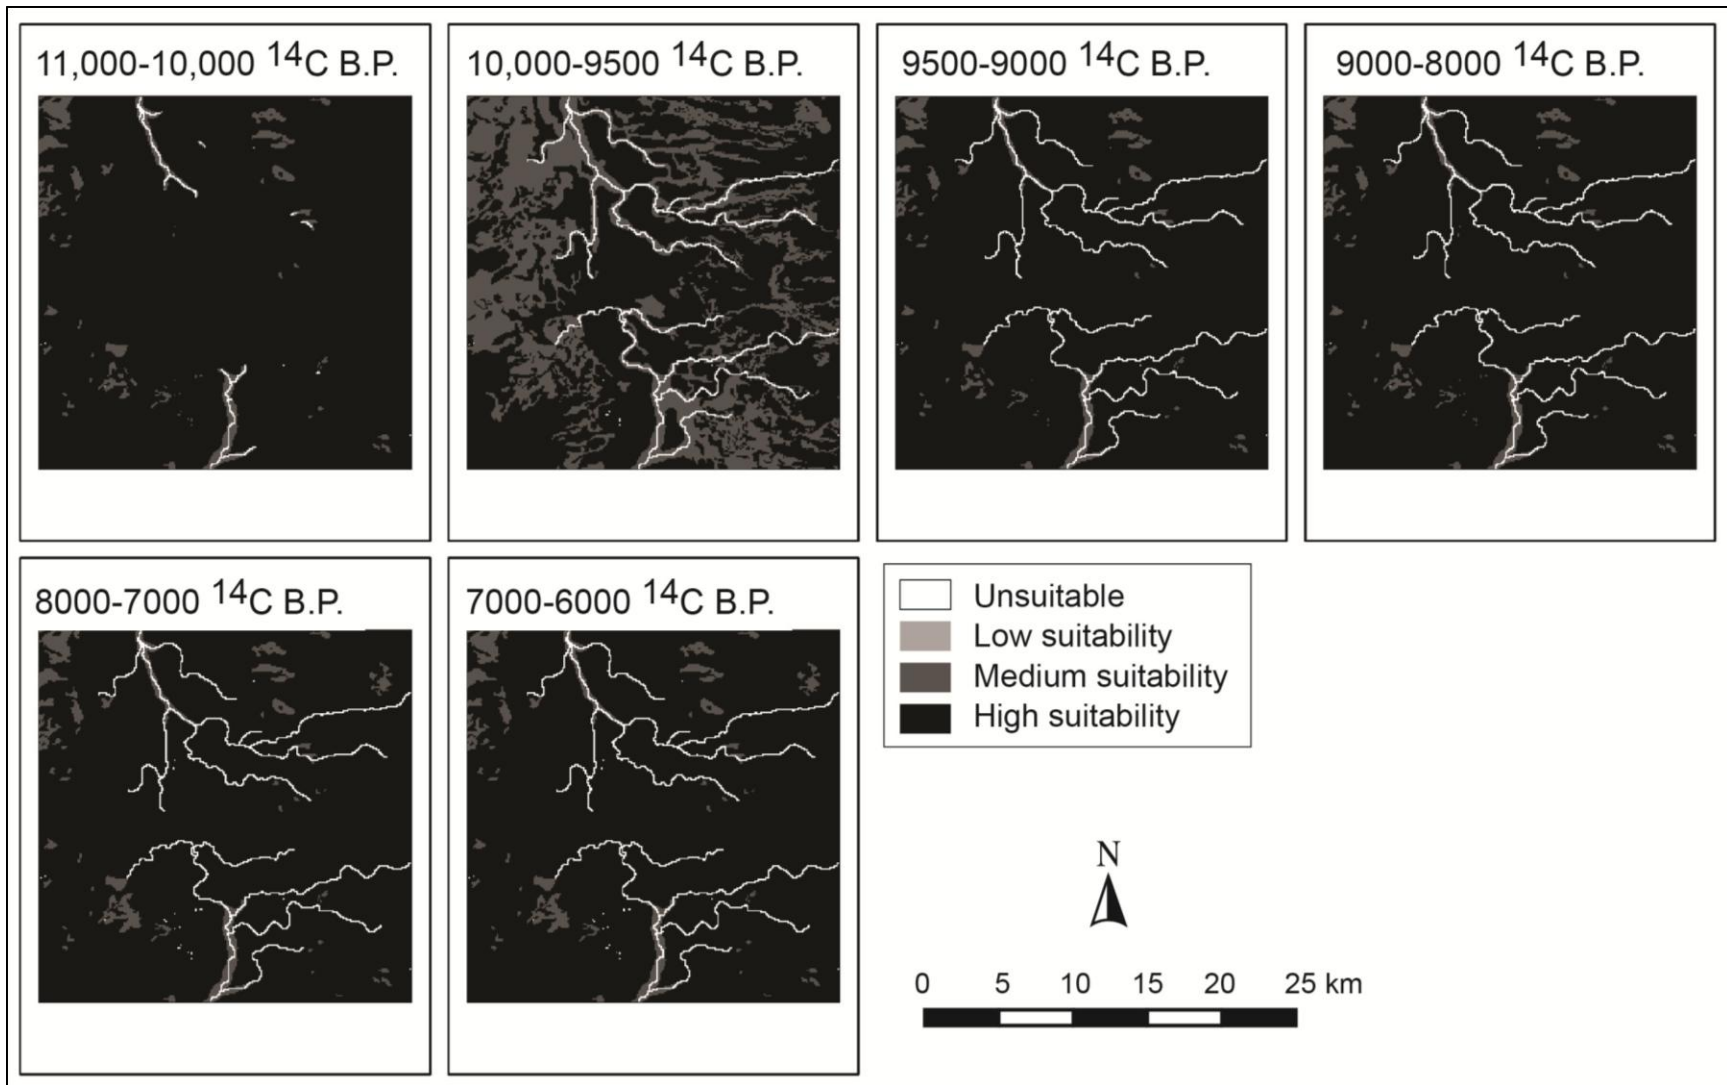 11,000-10,000 14C B.P.
10,000-9500 14C B.P.
9500-9000 14C B.P.
9000-8000 14C B.P.
8000-7000 14C B.P.
7000-6000 14C B.P.
Unsuitable
Low suitability
Medium suitability
High suitability
N
0 5 10 15 20 25 km